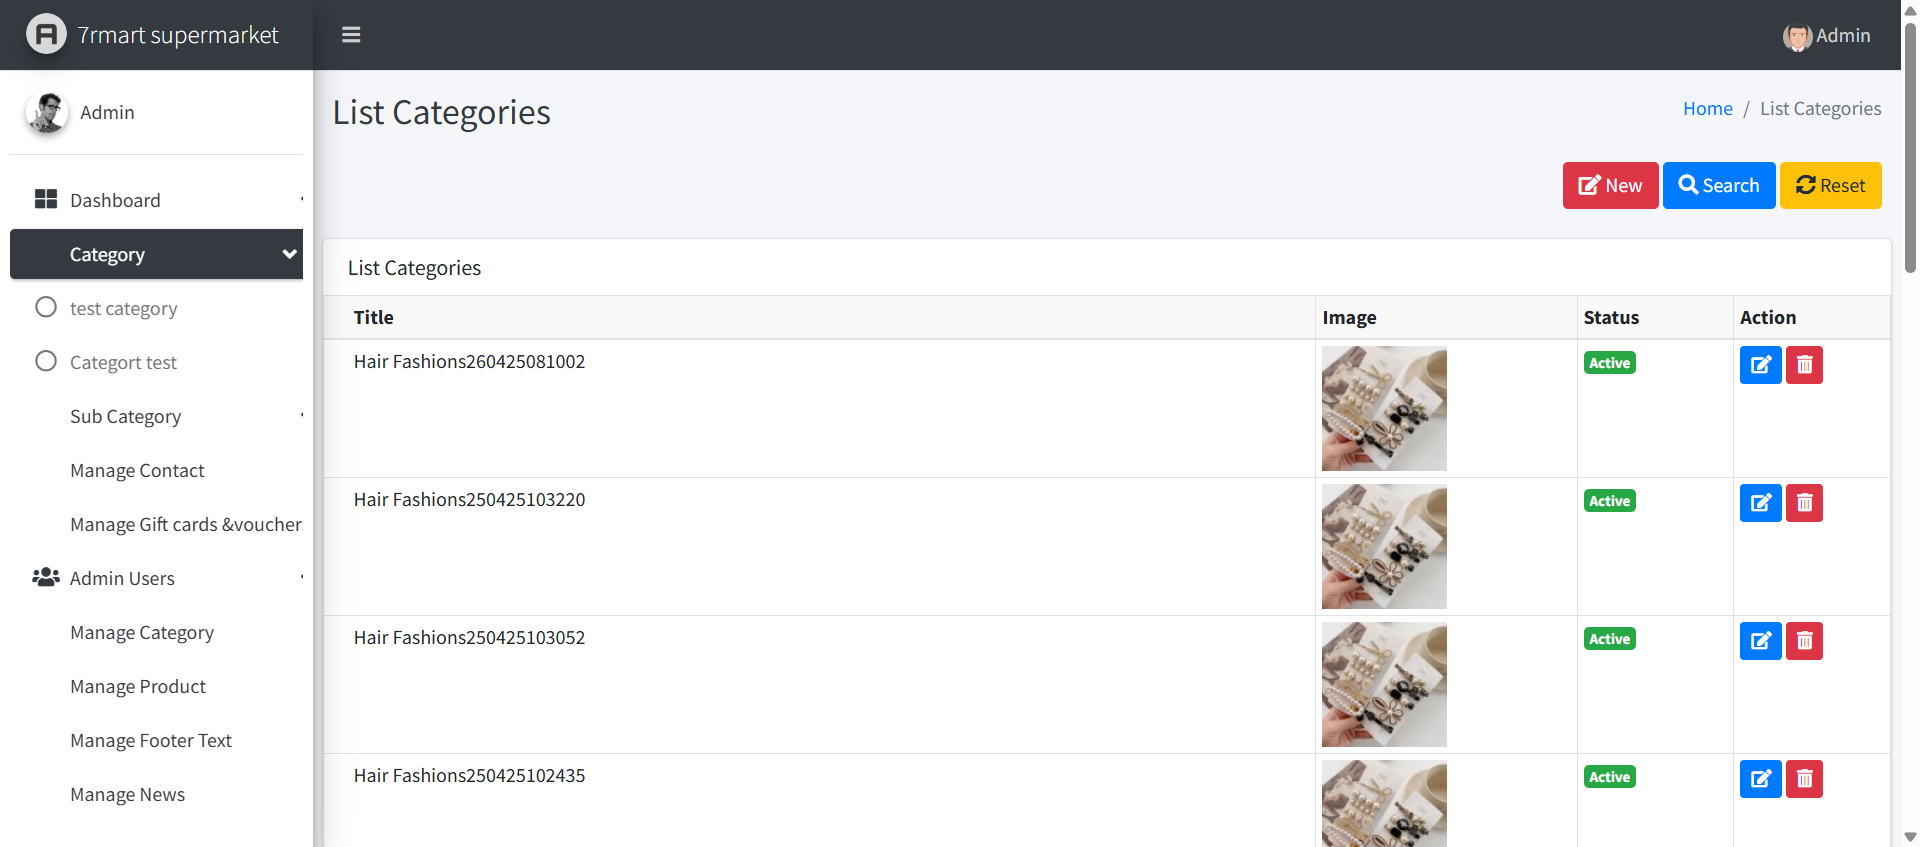 7rmart supermarket
Admin
Admin
List Categories
Home / List Categories
Dashboard
Category
test category
Categort test
Sub Category
Manage Contact
Manage Gift cards &voucher
Admin Users
Manage Category
Manage Product
Manage Footer Text
Manage News
New
Search
Reset
List Categories
Title Image Status Action
Hair Fashions260425081002 Active
Hair Fashions250425103220 Active
Hair Fashions250425103052 Active
Hair Fashions250425102435 Active